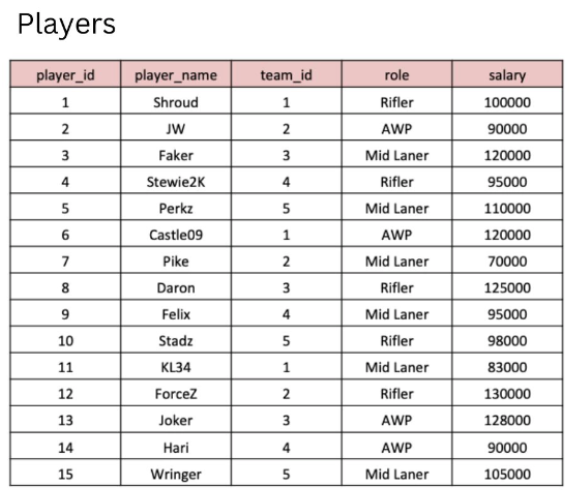 Players
player_id player_name team_id role salary
1 Shroud 1 Rifler 100000
2 JW 2 AWP 90000
3 Faker 3 Mid Laner 120000
4 Stewie2K 4 Rifler 95000
5 Perkz 5 Mid Laner 110000
6 Castle09 1 AWP 120000
7 Pike 2 Mid Laner 70000
8 Daron 3 Rifler 125000
9 Felix 4 Mid Laner 95000
10 Stadz 5 Rifler 98000
11 KL34 1 Mid Laner 83000
12 ForceZ 2 Rifler 130000
13 Joker 3 AWP 128000
14 Hari 4 AWP 90000
15 Wringer 5 Mid Laner 105000